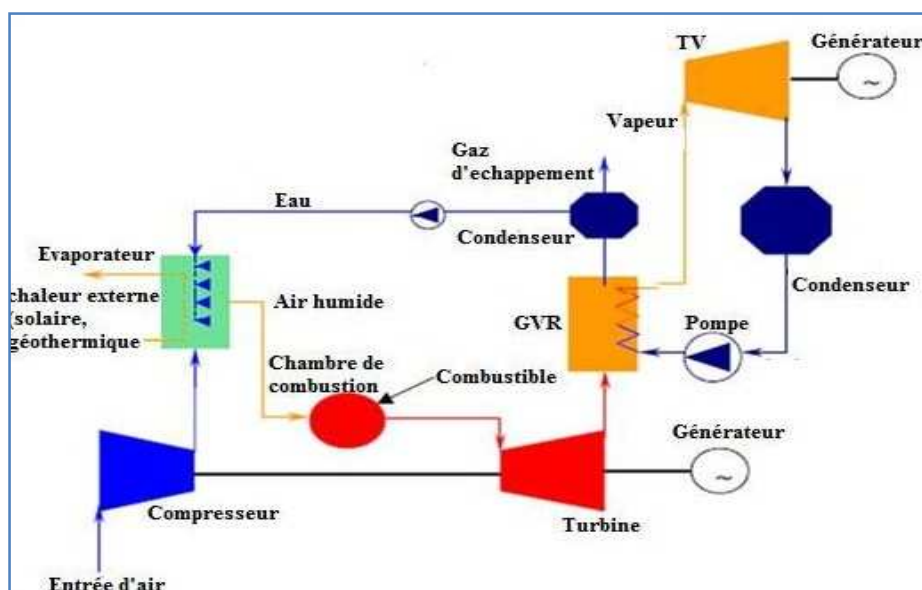 TV
Générateur
Vapeur
Gaz
d'echappement
Eau
Condenseur
Evaporateur
chaleur externe
(solaire,
géothermique
Air humide
GVR
Pompe
Condenseur
Chambre de
combustion
Combustible
Générateur
~
~
Compresseur
Turbine
Entrée d'air